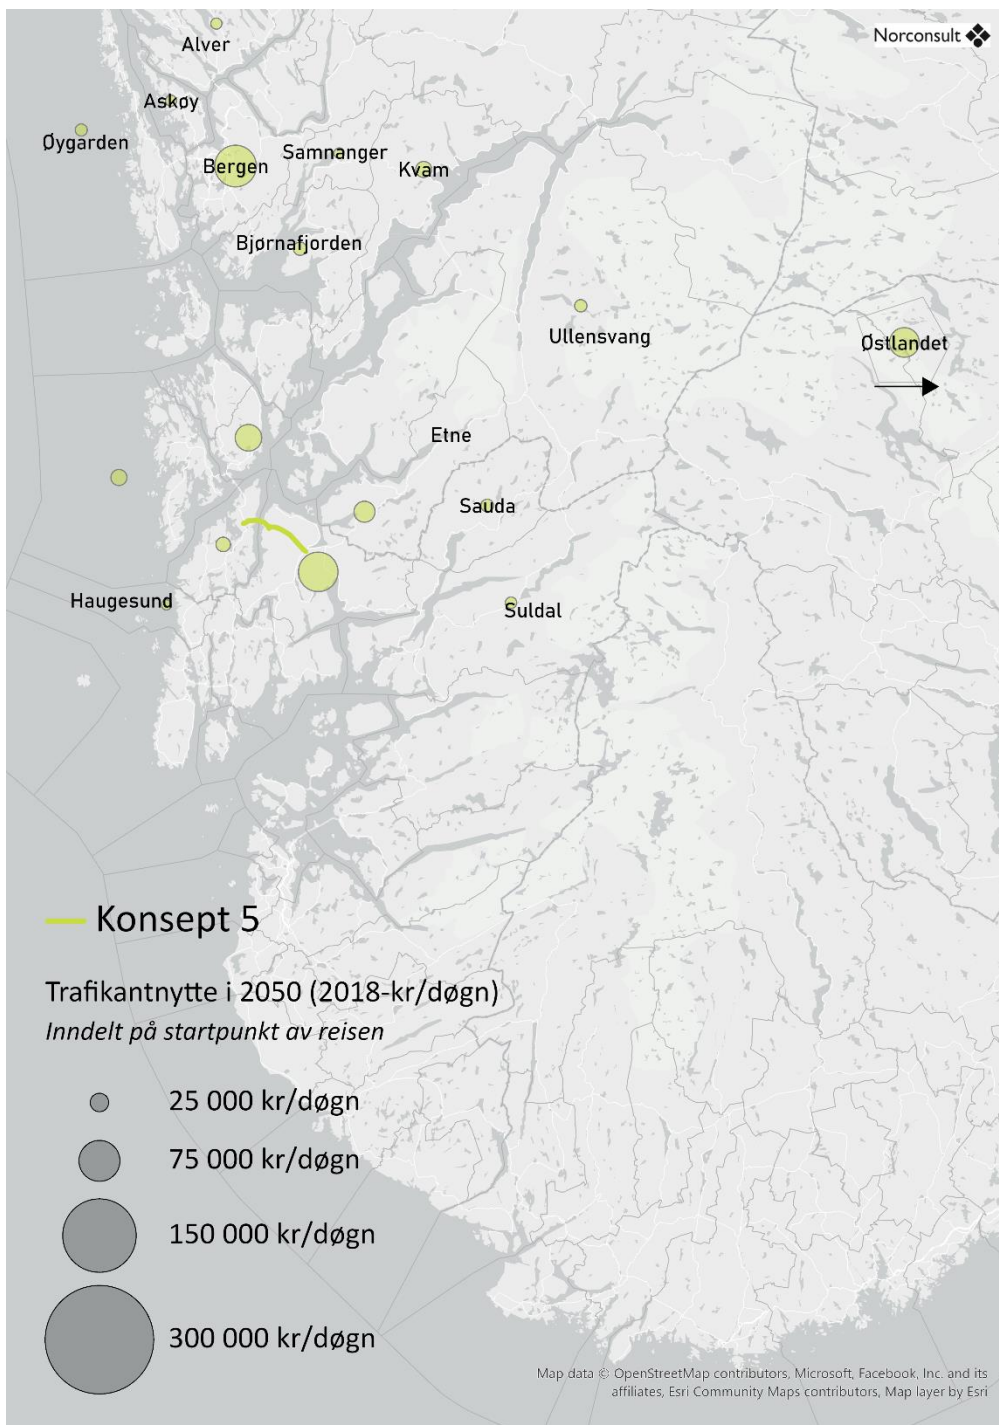 Norconsult
Alver
Askøy
Øygarden
Bergen
Samnanger
Kvam
Bjørnafjorden
Ullensvang
Østlandet
Etne
Sauda
Haugesund
Suldal
Konsept 5
Trafikantnytte i 2050 (2018-kr/døgn)
Inndelt på startpunkt av reisen
25 000 kr/døgn
75 000 kr/døgn
150 000 kr/døgn
300 000 kr/døgn
Map data © OpenStreetMap contributors, Microsoft, Facebook, Inc. and its
affiliates, Esri Community Maps contributors, Map layer by Esri